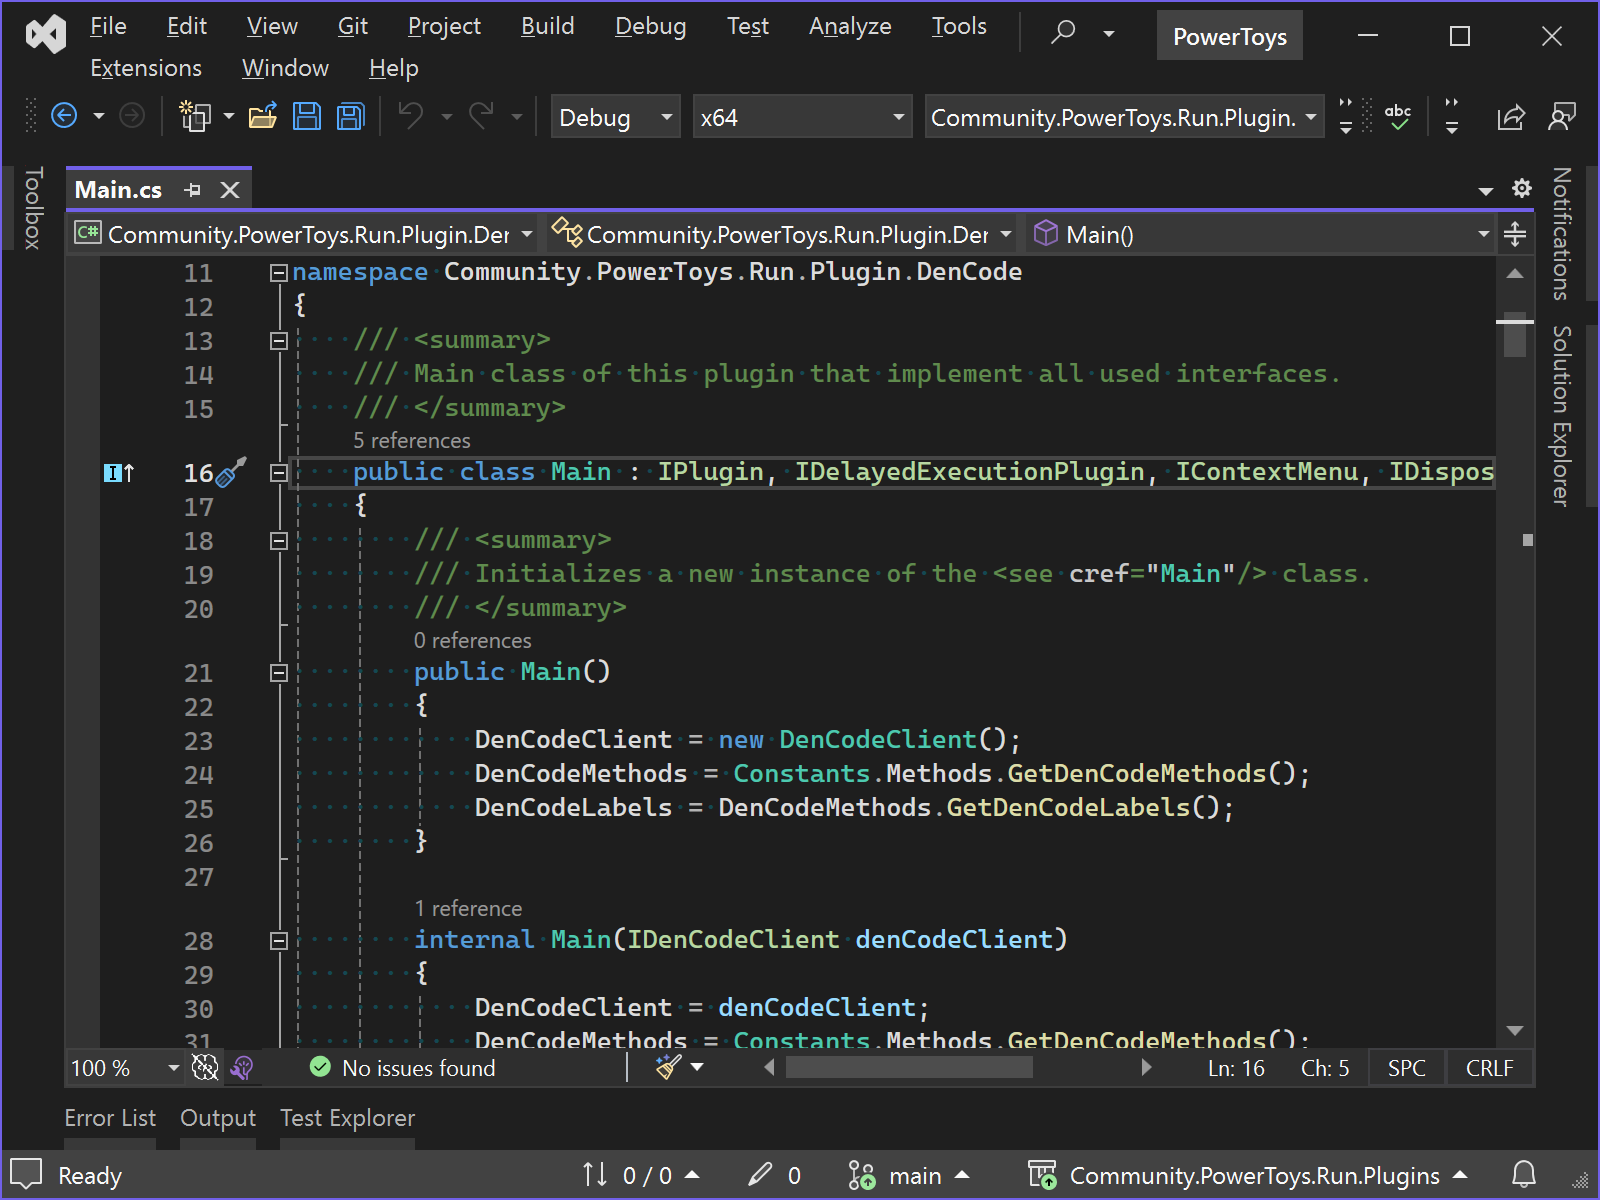 File Edit View Git Project Build Debug Test Analyze Tools PowerToys
Extensions Window Help
Debug x64 Community.PowerToys.Run.Plugin. abc
Toolbox
Main.cs
Community.PowerToys.Run.Plugin.Der Community.PowerToys.Run.Plugin.Der Main()
Notifications
Solution Explorer
11 namespace Community.PowerToys.Run.Plugin.DenCode
12 {
13 /// <summary>
14 /// Main class of this plugin that implement all used interfaces.
15 /// </summary>
5 references
16 public class Main : IPlugin, IDelayedExecutionPlugin, IContextMenu, IDispos
17 {
18 /// <summary>
19 /// Initializes a new instance of the <see cref="Main"/> class.
20 /// </summary>
0 references
21 public Main()
22 {
23 DenCodeClient = new DenCodeClient();
24 DenCodeMethods = Constants.Methods.GetDenCodeMethods();
25 DenCodeLabels = DenCodeMethods.GetDenCodeLabels();
26 }
27
1 reference
28 internal Main(IDenCodeClient denCodeClient)
29 {
30 DenCodeClient = denCodeClient;
31 DenCodeMethods = Constants.Methods.GetDenCodeMethods();
100 % No issues found Ln: 16 Ch: 5 SPC CRLF
Error List Output Test Explorer
Ready 0 / 0 0 main Community.PowerToys.Run.Plugins